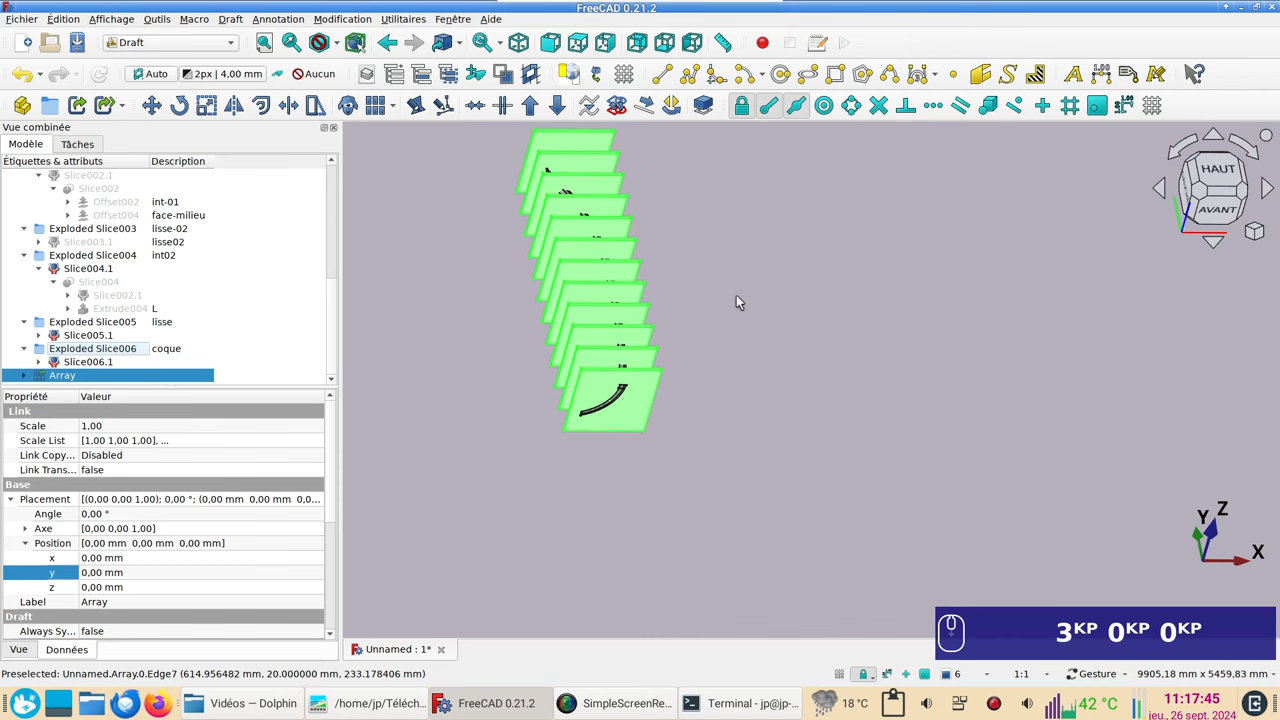 FreeCAD 0.21.2
Fichier Édition Affichage Outils Macro Draft Annotation Modification Utilitaires Fenêtre Aide
Draft
Auto 2px | 4,00 mm Aucun
Vue combinée
Modèle Tâches
Étiquettes & attributs Description
Slice002.1
Slice002
Offset002 int-01
Offset004 face-milieu
Exploded Slice003 lisse-02
Slice003.1 lisse02
Exploded Slice004 int02
Slice004.1
Slice004
Slice002.1
Extrude004 L
Exploded Slice005 lisse
Slice005.1
Exploded Slice006 coque
Slice006.1
Array
Propriété Valeur
Link
Scale 1,00
Scale List [1,00 1,00 1,00], ...
Link Copy... Disabled
Link Trans... false
Base
Placement [(0,00 0,00 1,00); 0,00 °; (0,00 mm 0,00 mm 0,0...
Angle 0,00 °
Axe [0,00 0,00 1,00]
Position [0,00 mm 0,00 mm 0,00 mm]
x 0,00 mm
y 0,00 mm
z 0,00 mm
Label Array
Draft
Always Sy... false
Vue Données
HAUT
AVANT
Y Z
X
3KP 0KP 0KP
Unnamed : 1*
Preselected: Unnamed.Array.0.Edge7 (614.956482 mm, 20.000000 mm, 233.178406 mm) 6 1:1 Gesture 9905,18 mm x 5459,83 mm
Vidéos — Dolphin /home/jp/Téléch... FreeCAD 0.21.2 SimpleScreenRe... Terminal - jp@jp-... 18 °C 42 °C 11:17:45
jeu., 26 sept. 2024